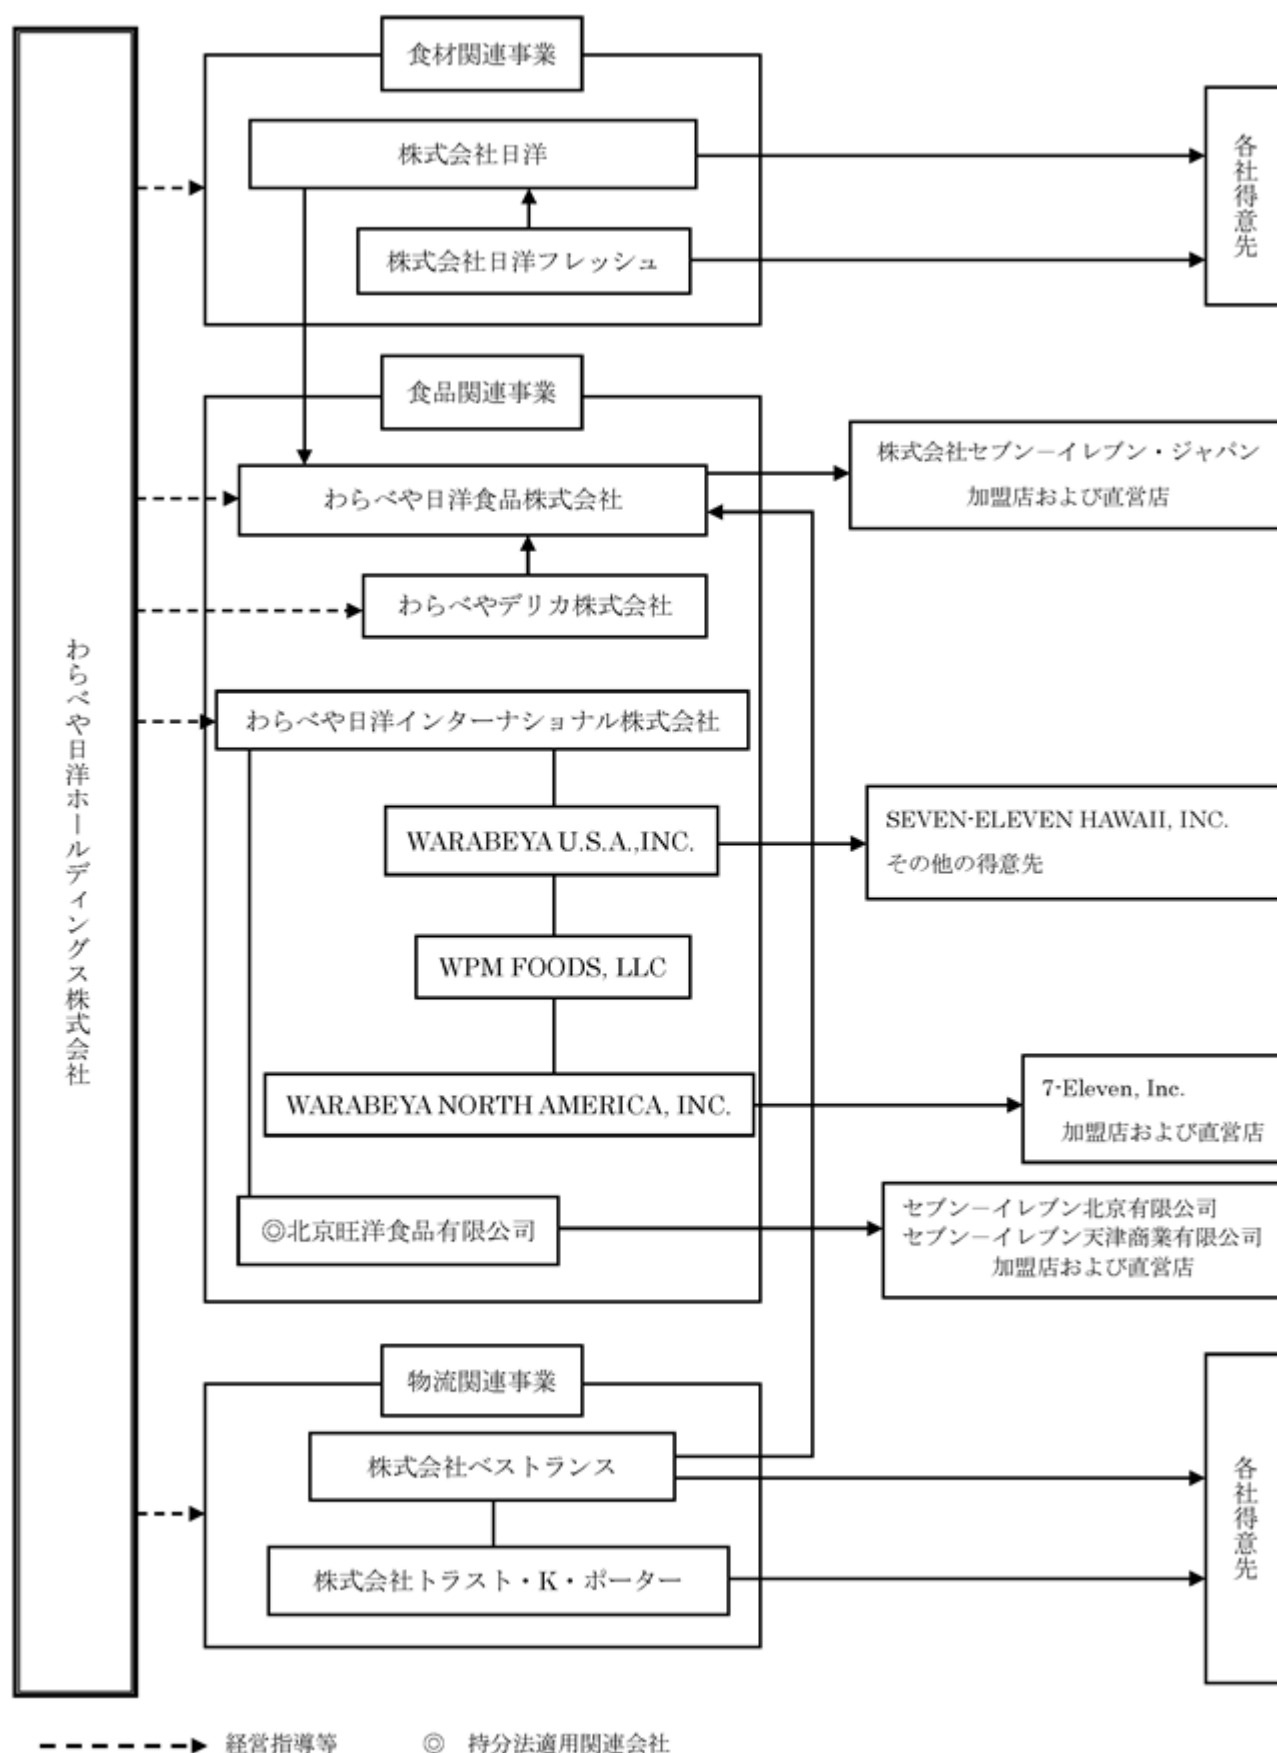 わらべや日洋ホールディングス株式会社
食材関連事業
株式会社日洋
株式会社日洋フレッシュ
各社得意先
食品関連事業
わらべや日洋食品株式会社
株式会社セブン－イレブン・ジャパン
加盟店および直営店
わらべやデリカ株式会社
わらべや日洋インターナショナル株式会社
WARABEYA U.S.A.,INC.
SEVEN-ELEVEN HAWAII, INC.
その他の得意先
WPM FOODS, LLC
WARABEYA NORTH AMERICA, INC.
7-Eleven, Inc.
加盟店および直営店
◎北京旺洋食品有限公司
セブン－イレブン北京有限公司
セブン－イレブン天津商業有限公司
加盟店および直営店
物流関連事業
株式会社ベストランス
株式会社トラスト・K・ポーター
各社得意先
経営指導等 ◎ 持分法適用関連会社